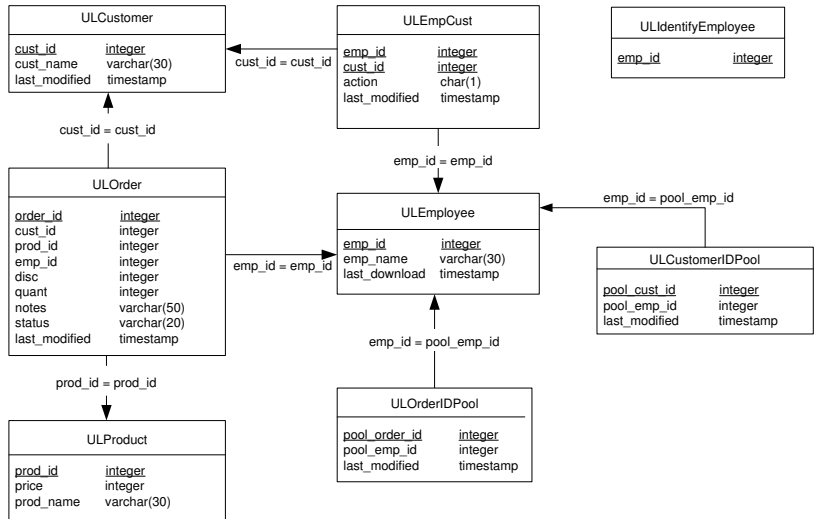 ULCustomer
cust_id integer
cust_name varchar(30)
last_modified timestamp
cust_id = cust_id
ULEmpCust
emp_id integer
cust_id integer
action char(1)
last_modified timestamp
ULIdentifyEmployee
emp_id integer
cust_id = cust_id
emp_id = emp_id
ULOrder
order_id integer
cust_id integer
prod_id integer
emp_id integer
disc integer
quant integer
notes varchar(50)
status varchar(20)
last_modified timestamp
emp_id = emp_id
ULEmployee
emp_id integer
emp_name varchar(30)
last_download timestamp
emp_id = pool_emp_id
ULCustomerIDPool
pool_cust_id integer
pool_emp_id integer
last_modified timestamp
emp_id = pool_emp_id
prod_id = prod_id
ULOrderIDPool
pool_order_id integer
pool_emp_id integer
last_modified timestamp
ULProduct
prod_id integer
price integer
prod_name varchar(30)